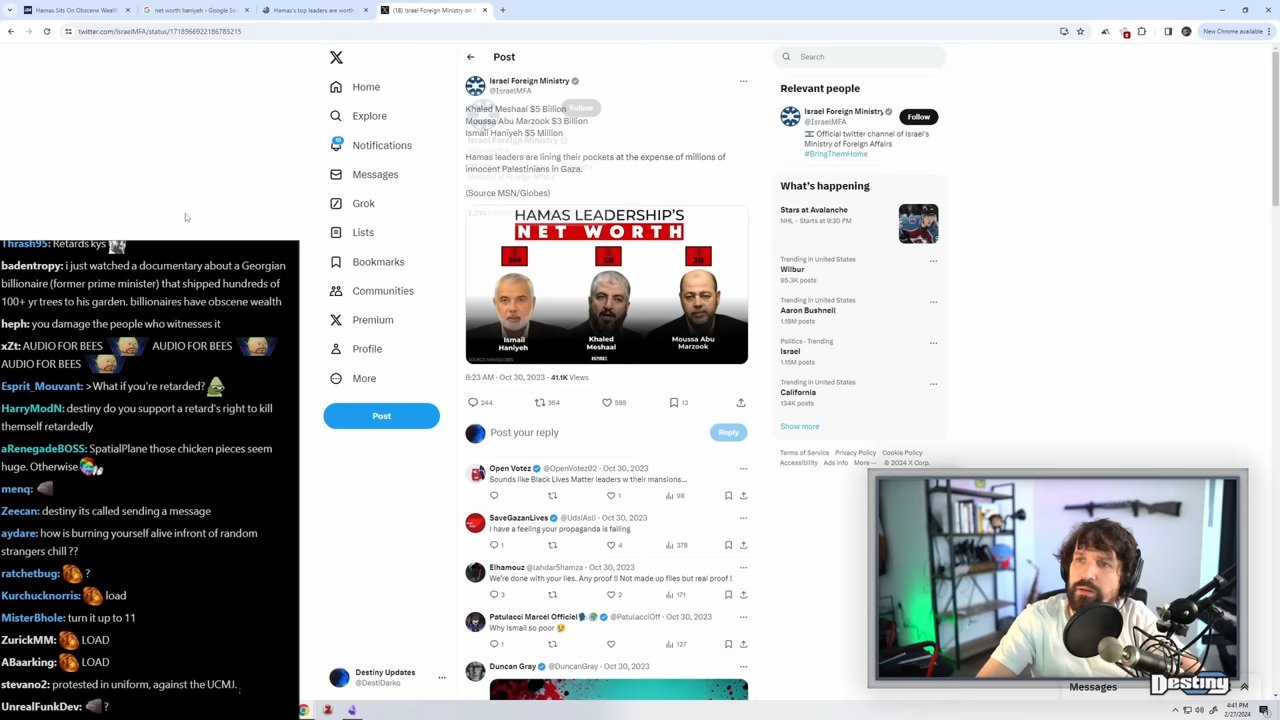 Hamas Sits On Obscene Wealt
net worth haniyeh - Google Se
Hamas's top leaders are worth
(18) Israel Foreign Ministry on
twitter.com/IsraelMFA/status/1718966922186785215
New Chrome available
Home
Explore
Notifications
Messages
Grok
Lists
Bookmarks
Communities
Premium
Profile
More
Post
Destiny Updates
@DestiDarko
Post
Israel Foreign Ministry
@IsraelMFA
Follow
Khaled Meshaal $5 Billion
Moussa Abu Marzook $3 Billion
Ismail Haniyeh $5 Million
Hamas leaders are lining their pockets at the expense of millions of
innocent Palestinians in Gaza.
(Source MSN/Globes)
HAMAS LEADERSHIP'S
NET WORTH
Ismail
Haniyeh
Khaled
Meshaal
Moussa Abu
Marzook
8:23 AM · Oct 30, 2023 · 41.1K Views
244
364
585
13
Post your reply
Reply
Open Votez @OpenVotez02 · Oct 30, 2023
Sounds like Black Lives Matter leaders w their mansions...
1
98
SaveGazanLives @UdsiAsli · Oct 30, 2023
I have a feeling your propaganda is failing
1
4
378
Elhamouz @lahdar5hamza · Oct 30, 2023
We're done with your lies. Any proof !! Not made up files but real proof !
3
2
171
Patulacci Marcel Officiel @PatulacciOff · Oct 30, 2023
Why Ismail so poor
1
127
Duncan Gray @DuncanGray · Oct 30, 2023
Search
Relevant people
Israel Foreign Ministry
@IsraelMFA
Follow
Official twitter channel of Israel's
Ministry of Foreign Affairs
#BringThemHome
What's happening
Stars at Avalanche
NHL · Starts at 9:30 PM
Trending in United States
Wilbur
95.3K posts
Trending in United States
Aaron Bushnell
1.18M posts
Politics · Trending
Israel
1.15M posts
Trending in United States
California
134K posts
Show more
Terms of Service Privacy Policy Cookie Policy
Accessibility Ads info More ··· © 2024 X Corp.
Thrash95: Retards kys
badentropy: i just watched a documentary about a Georgian
billionaire (former prime minister) that shipped hundreds of
100+ yr trees to his garden. billionaires have obscene wealth
heph: you damage the people who witnesses it
xZt: AUDIO FOR BEES AUDIO FOR BEES
AUDIO FOR BEES
Esprit_Mouvant: >What if you're retarded?
HarryModN: destiny do you support a retard's right to kill
themself retardedly
aRenegadeBOSS: SpatialPlane those chicken pieces seem
huge. Otherwise
menq:
Zeecan: destiny its called sending a message
aydare: how is burning yourself alive infront of random
strangers chill ??
ratchetbug: ?
Kurchucknorris: load
MisterBhole: turn it up to 11
ZurickMM: LOAD
ABaarking: LOAD
stevano2: protested in uniform, against the UCMJ.
UnrealFunkDev: ?
Messages
Destiny
4:41 PM
2/27/2024